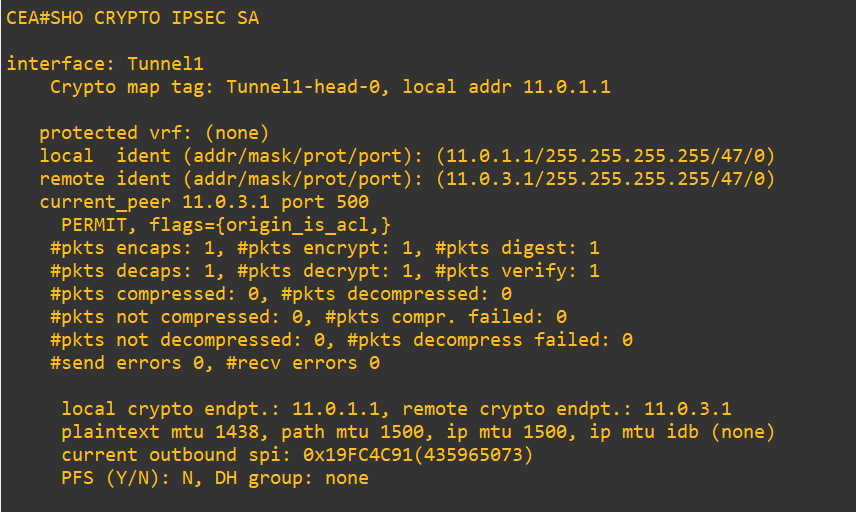 CEA#SHO CRYPTO IPSEC SA
interface: Tunnel1
Crypto map tag: Tunnel1-head-0, local addr 11.0.1.1
protected vrf: (none)
local  ident (addr/mask/prot/port): (11.0.1.1/255.255.255.255/47/0)
remote ident (addr/mask/prot/port): (11.0.3.1/255.255.255.255/47/0)
current_peer 11.0.3.1 port 500
PERMIT, flags={origin_is_acl,}
#pkts encaps: 1, #pkts encrypt: 1, #pkts digest: 1
#pkts decaps: 1, #pkts decrypt: 1, #pkts verify: 1
#pkts compressed: 0, #pkts decompressed: 0
#pkts not compressed: 0, #pkts compr. failed: 0
#pkts not decompressed: 0, #pkts decompress failed: 0
#send errors 0, #recv errors 0
local crypto endpt.: 11.0.1.1, remote crypto endpt.: 11.0.3.1
plaintext mtu 1438, path mtu 1500, ip mtu 1500, ip mtu idb (none)
current outbound spi: 0x19FC4C91(435965073)
PFS (Y/N): N, DH group: none